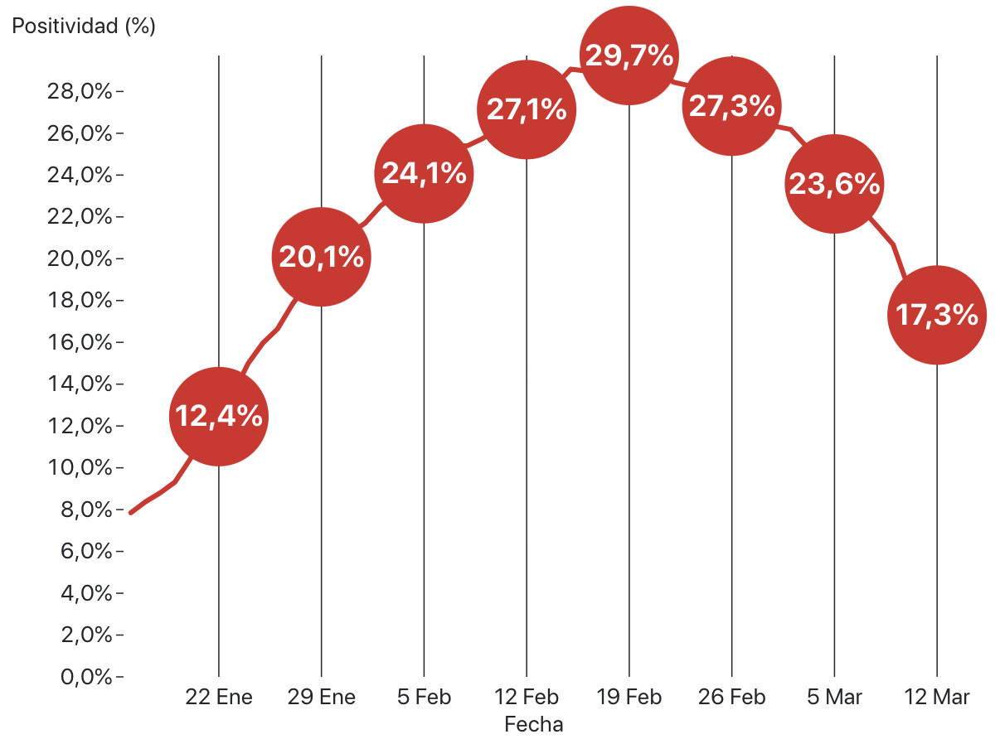 Positividad (%)
29,7%
28,0%
27,1%
27,3%
26,0%
24,0%
24,1%
23,6%
22,0%
20,0%
20,1%
18,0%
17,3%
16,0%
14,0%
12,0%
12,4%
10,0%
8,0%
6,0%
4,0%
2,0%
0,0%
22 Ene
29 Ene
5 Feb
12 Feb
19 Feb
26 Feb
5 Mar
12 Mar
Fecha